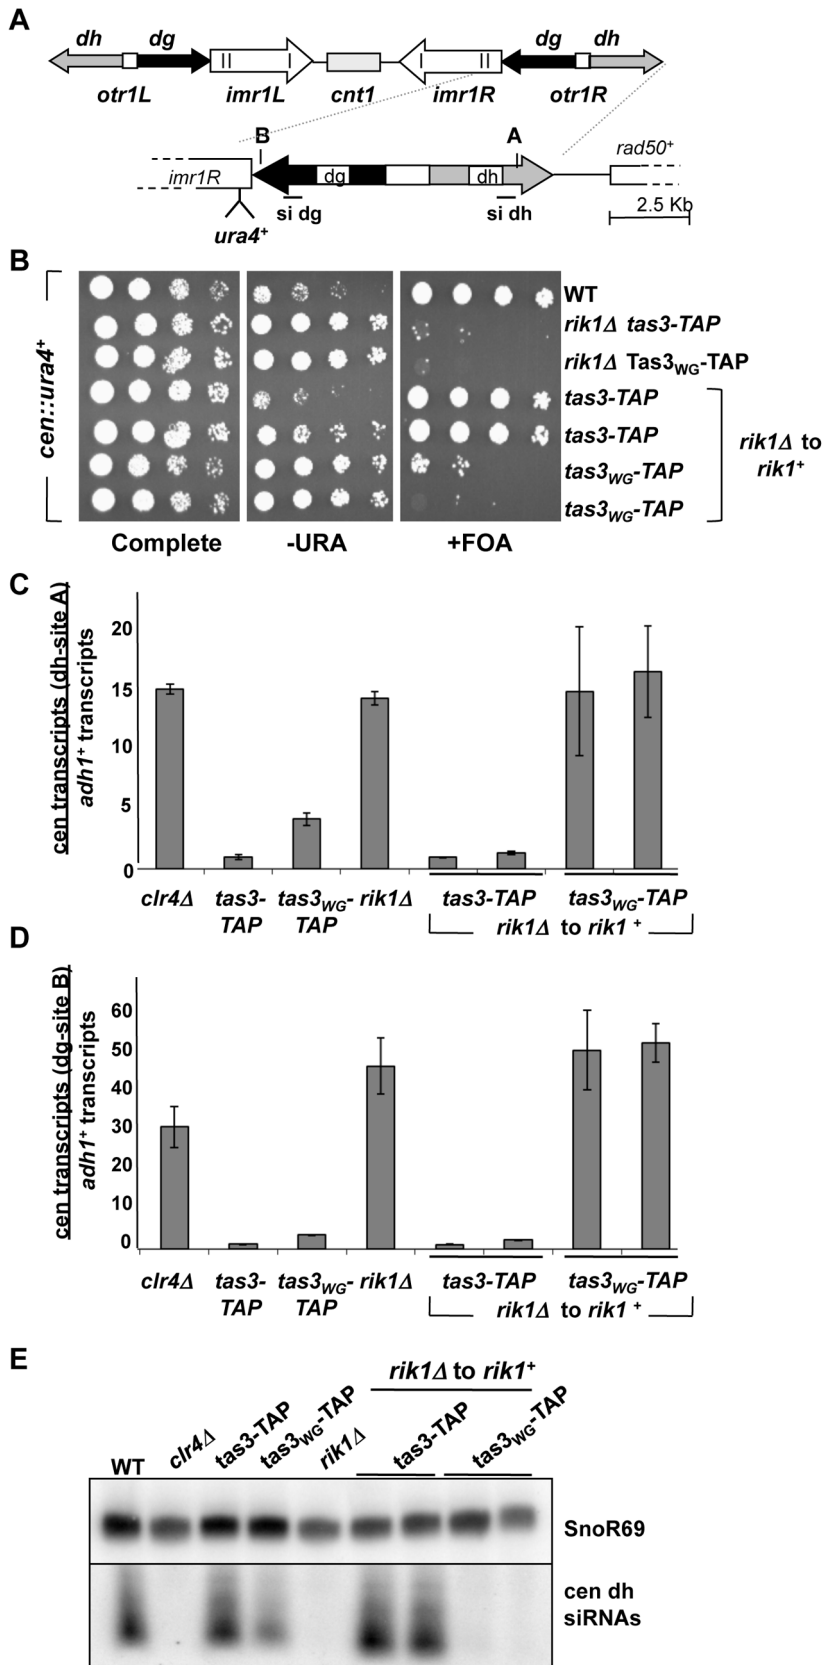 A
dh dg dg dh
otr1L imr1L cnt1 imr1R otr1R
B A
rad50+
imr1R dg dh
si dg si dh
2.5 Kb
ura4+
B
cen::ura4+
WT
rik1Δ tas3-TAP
rik1Δ Tas3WG-TAP
tas3-TAP
tas3-TAP
tas3WG-TAP
tas3WG-TAP
rik1Δ to
rik1+
Complete -URA +FOA
C
cen transcripts (dh-site A)
adh1+ transcripts
20
15
10
5
0
clr4Δ tas3-TAP tas3WG-TAP rik1Δ tas3-TAP tas3WG-TAP
rik1Δ to rik1+
D
cen transcripts (dg-site B)
adh1+ transcripts
60
50
40
30
20
10
0
clr4Δ tas3-TAP tas3WG-TAP rik1Δ tas3-TAP tas3WG-TAP
rik1Δ to rik1+
E
rik1Δ to rik1+
WT clr4Δ tas3-TAP tas3WG-TAP rik1Δ tas3-TAP tas3WG-TAP
SnoR69
cen dh
siRNAs